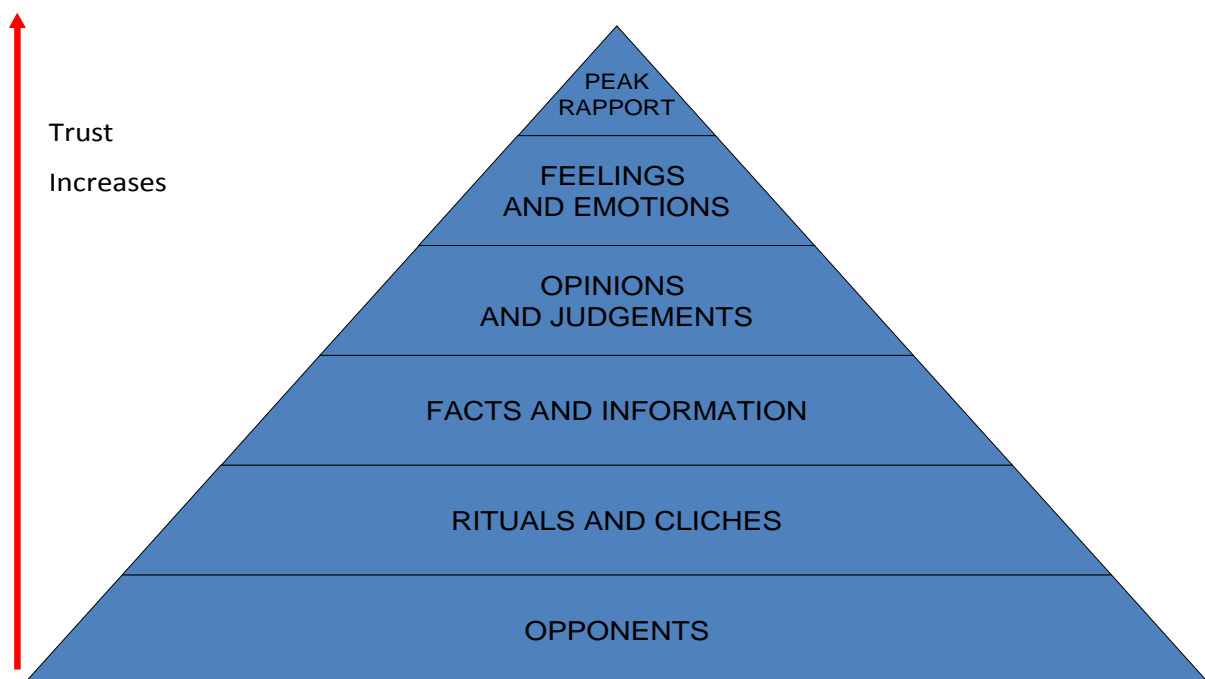 PEAK
RAPPORT
Trust
Increases
FEELINGS
AND EMOTIONS
OPINIONS
AND JUDGEMENTS
FACTS AND INFORMATION
RITUALS AND CLICHES
OPPONENTS